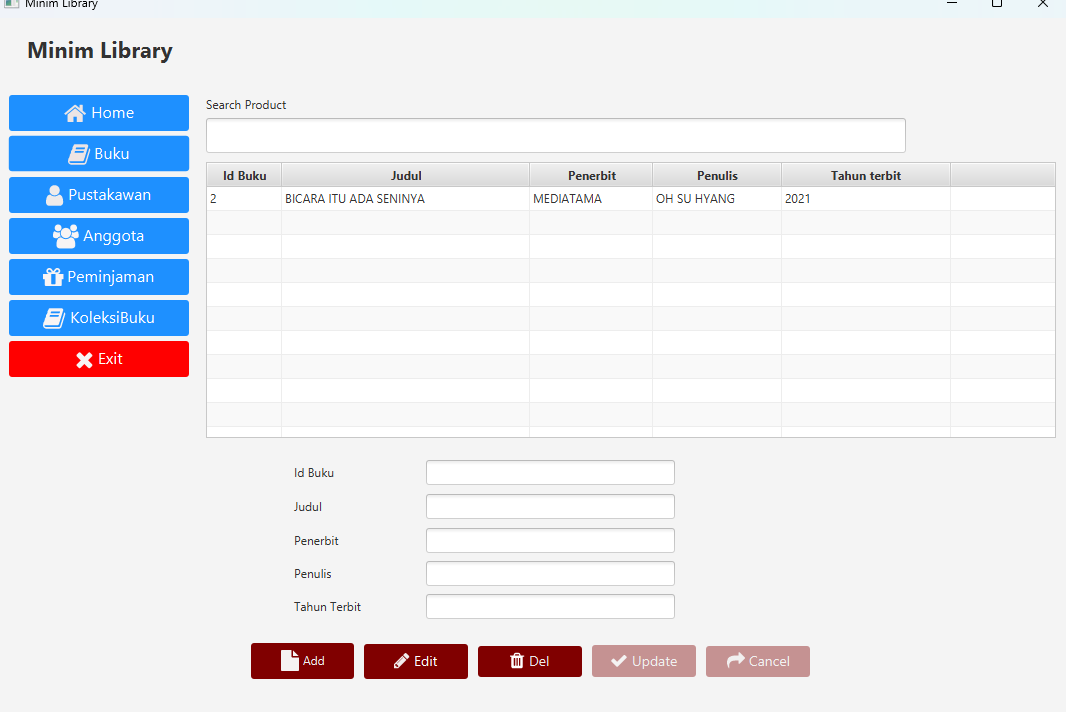 Minim Library
Minim Library
Home
Buku
Pustakawan
Anggota
Peminjaman
KoleksiBuku
Exit
Search Product
Id Buku Judul Penerbit Penulis Tahun terbit
2 BICARA ITU ADA SENINYA MEDIATAMA OH SU HYANG 2021
Id Buku
Judul
Penerbit
Penulis
Tahun Terbit
Add Edit Del Update Cancel